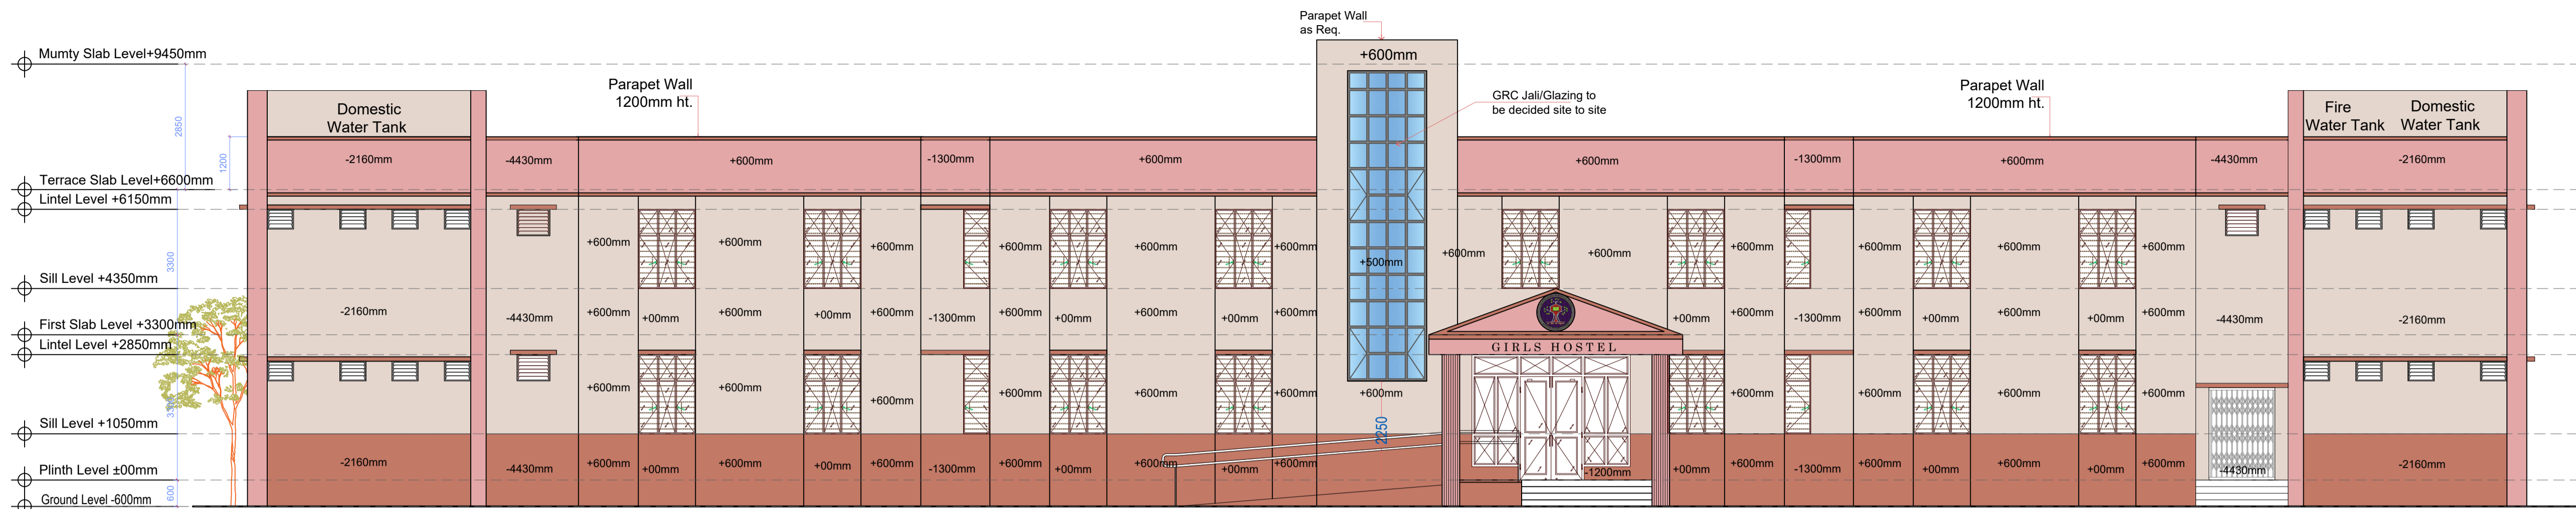 Parapet Wall
as Req.
Mumty Slab Level+9450mm
+600mm
Parapet Wall
1200mm ht.
Parapet Wall
1200mm ht.
GRC Jali/Glazing to
be decided site to site
Domestic
Water Tank
Fire
Water Tank
Domestic
Water Tank
2850
1200
-2160mm
-4430mm
+600mm
-1300mm
+600mm
+600mm
-1300mm
+600mm
-4430mm
-2160mm
Terrace Slab Level+6600mm
Lintel Level +6150mm
+600mm
+600mm
+600mm
+600mm
+600mm
+600mm
+600mm
+600mm
+600mm
+600mm
+600mm
+600mm
3300
+500mm
Sill Level +4350mm
-2160mm
-4430mm
+600mm
+00mm
+600mm
+00mm
+600mm
-1300mm
+600mm
+00mm
+600mm
+00mm
+600mm
+00mm
+600mm
-1300mm
+600mm
+00mm
+600mm
+00mm
+600mm
-4430mm
-2160mm
First Slab Level +3300mm
Lintel Level +2850mm
GIRLS HOSTEL
+600mm
+600mm
+600mm
+600mm
+600mm
+600mm
+600mm
+600mm
+600mm
+600mm
+600mm
3300
2250
Sill Level +1050mm
-2160mm
-4430mm
+600mm
+00mm
+600mm
+00mm
+600mm
-1300mm
+600mm
+00mm
+600mm
+00mm
+600mm
-1200mm
+00mm
+600mm
-1300mm
+600mm
+00mm
+600mm
+00mm
+600mm
-4430mm
-2160mm
Plinth Level ±00mm
600
Ground Level -600mm